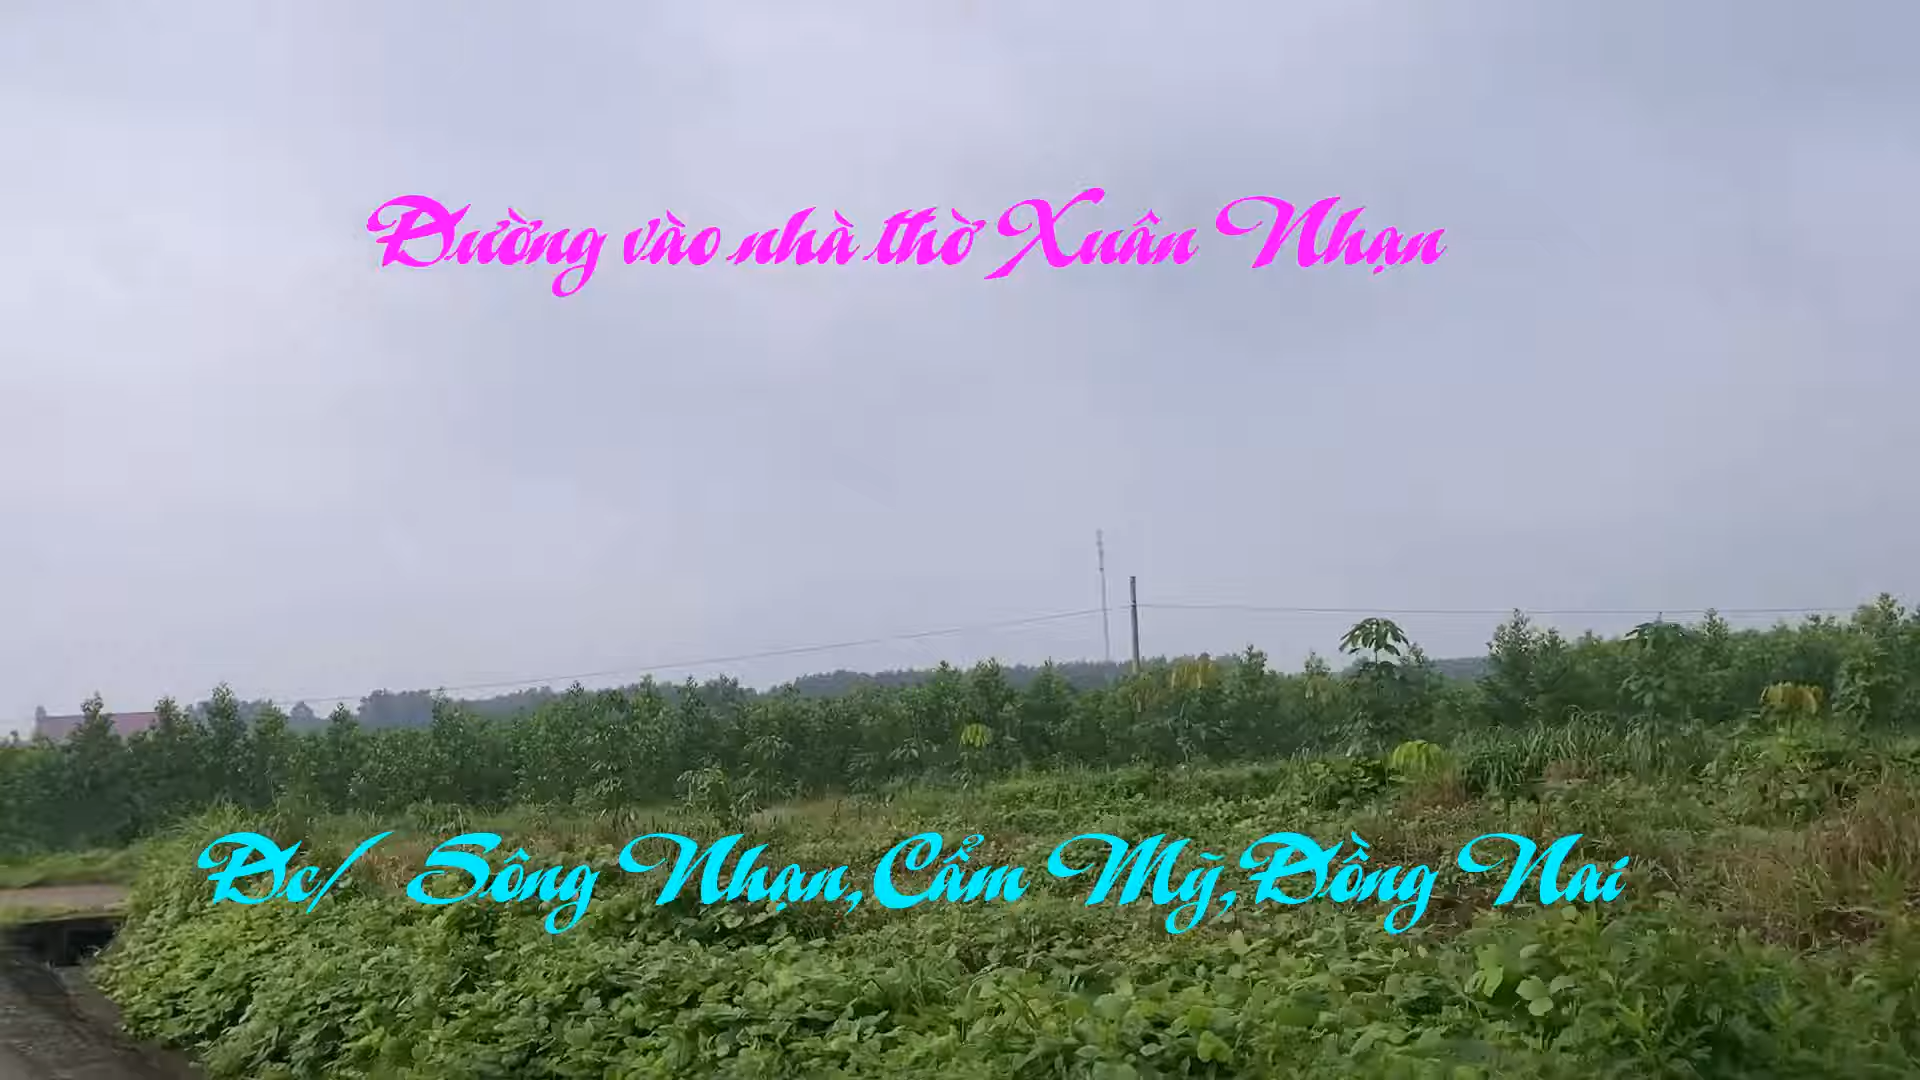 Đường vào nhà thờ Xuân Nhạn
Đc/ Sông Nhạn,Cẩm Mỹ,Đồng Nai